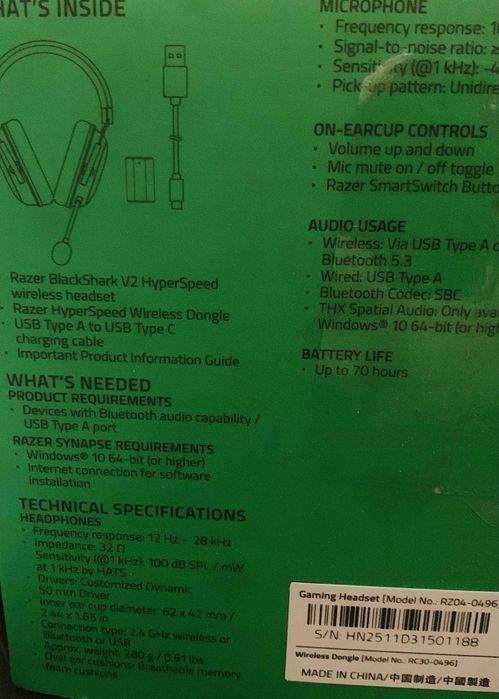 HAT'S INSIDE
Razer BlackShark V2 HyperSpeed
wireless headset
Razer HyperSpeed Wireless Dongle
USB Type A to USB Type C
charging cable
Important Product Information Guide
WHAT'S NEEDED
PRODUCT REQUIREMENTS
Devices with Bluetooth audio capability /
USB Type A port
RAZER SYNAPSE REQUIREMENTS
Windows® 10 64-bit (or higher)
Internet connection for software
installation
TECHNICAL SPECIFICATIONS
HEADPHONES
Frequency response: 12 Hz – 28 kHz
Impedance: 32 Ω
Sensitivity (@1 kHz): 100 dB SPL / mW
at 1 kHz by HATS
Drivers: Customized Dynamic
50 mm Driver
Inner ear cup diameter: 62 x 42 mm /
2.44 x 1.65 in
Connection type: 2.4 GHz wireless or
Bluetooth or USB
Approx. weight: 280 g / 0.61 lbs
Oval ear cushions: Breathable memory
foam cushions
MICROPHONE
Frequency response: 1
Signal-to-noise ratio: ≥
Sensitivity (@1 kHz): -4
Pick-up pattern: Unidire
ON-EARCUP CONTROLS
Volume up and down
Mic mute on / off toggle
Razer SmartSwitch Butto
AUDIO USAGE
Wireless: Via USB Type A o
Bluetooth 5.3
Wired: USB Type A
Bluetooth Codec: SBC
THX Spatial Audio: Only avai
Windows® 10 64-bit (or high
BATTERY LIFE
Up to 70 hours
Gaming Headset [Model No.: RZ04-0496]
S/N: HN2511D31501188
Wireless Dongle [Model No.: RC30-0496]
MADE IN CHINA/中国制造/中國製造